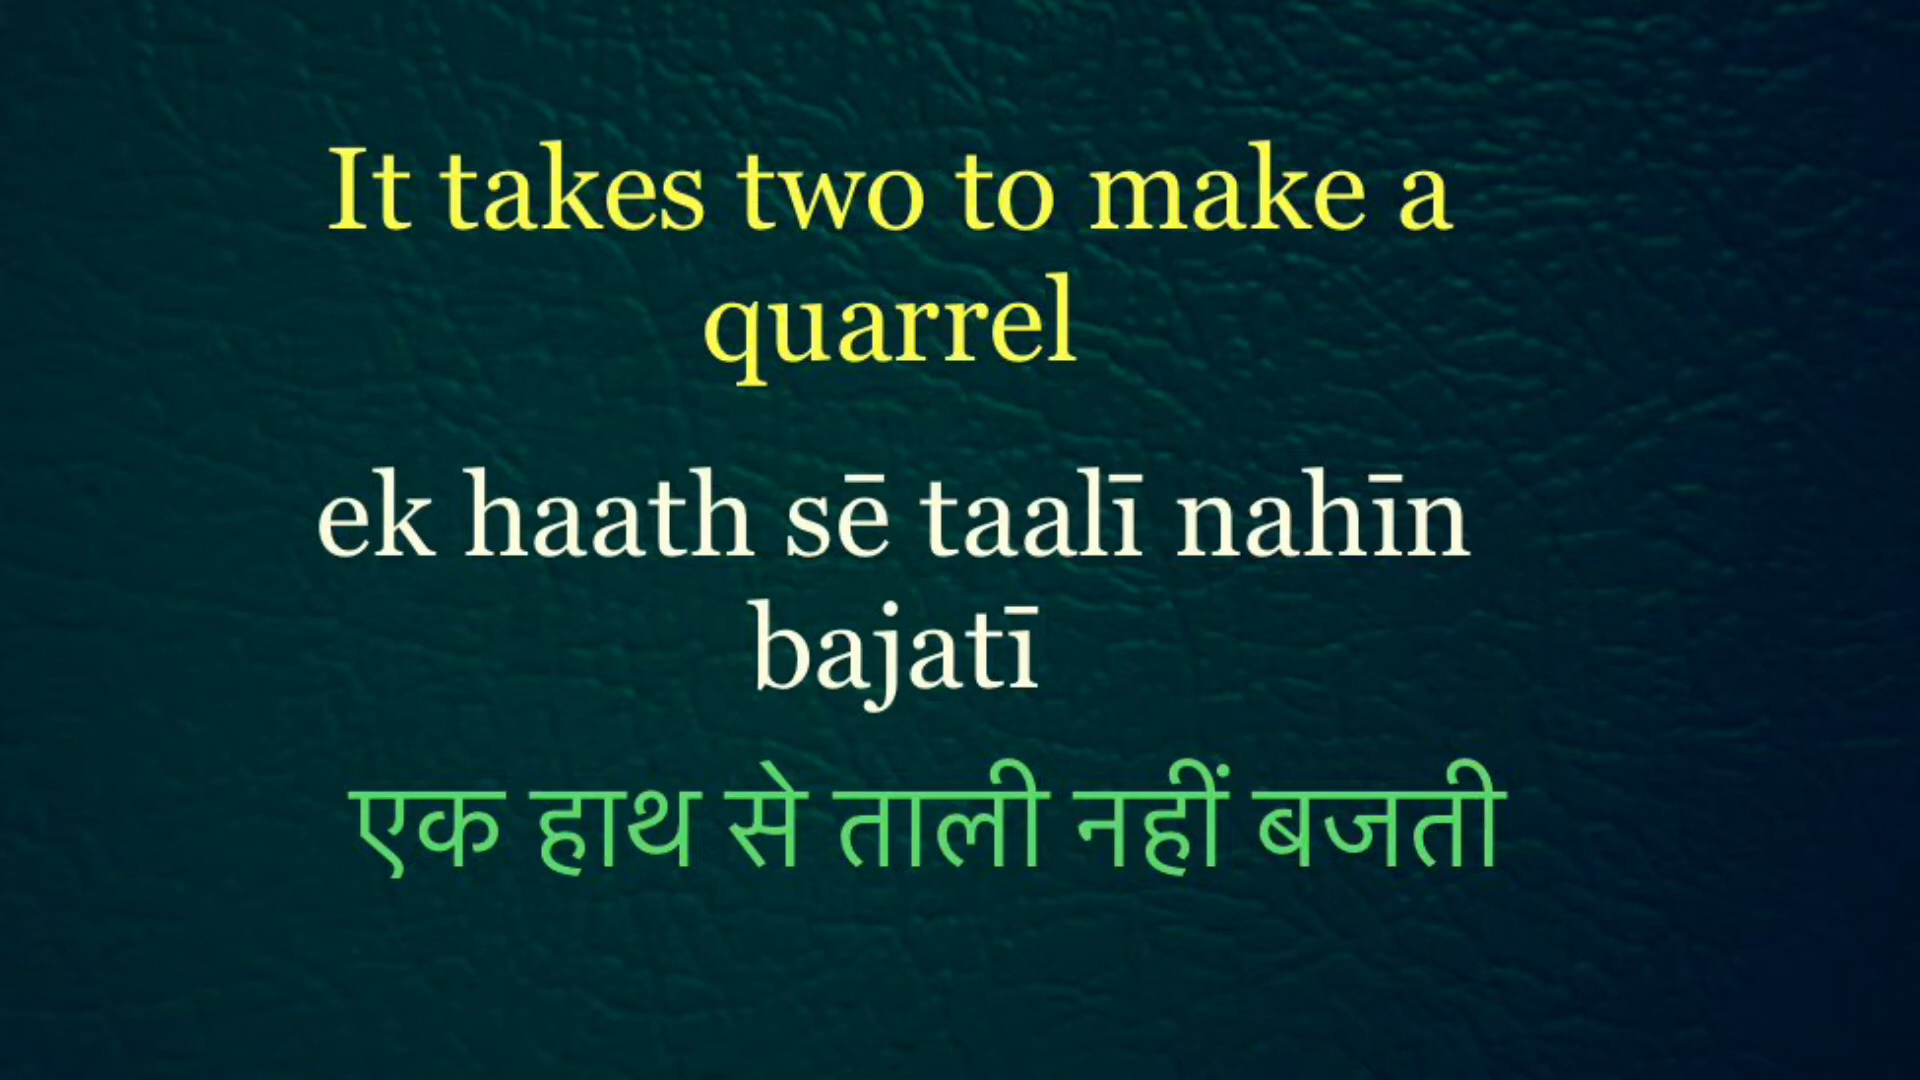 It takes two to make a
quarrel
ek haath sē taalī nahīn
bajatī
एक हाथ से ताली नहीं बजती